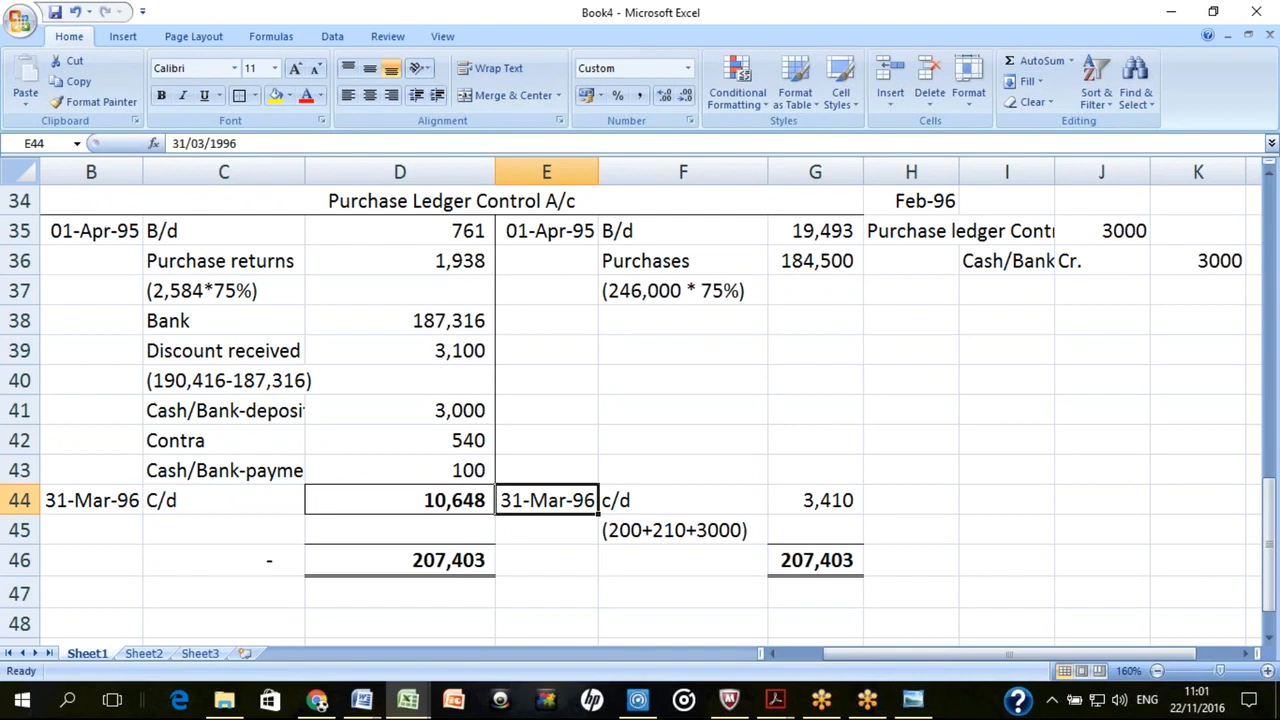 Book4 - Microsoft Excel
Home Insert Page Layout Formulas Data Review View
Paste Cut Calibri 11 Wrap Text Custom Conditional Formatting Format as Table Cell Styles Insert Delete Format AutoSum Sort & Filter Find & Select
Copy Fill
Format Painter B I U Merge & Center % , Clear
Clipboard Font Alignment Number Styles Cells Editing
E44 fx 31/03/1996
B C D E F G H I J K
34 Purchase Ledger Control A/c Feb-96
35 01-Apr-95 B/d 761 01-Apr-95 B/d 19,493 Purchase ledger Contr 3000
36 Purchase returns 1,938 Purchases 184,500 Cash/Bank Cr. 3000
37 (2,584*75%) (246,000 * 75%)
38 Bank 187,316
39 Discount received 3,100
40 (190,416-187,316)
41 Cash/Bank-deposi 3,000
42 Contra 540
43 Cash/Bank-payme 100
44 31-Mar-96 C/d 10,648 31-Mar-96 c/d 3,410
45 (200+210+3000)
46 - 207,403 207,403
47
48
Sheet1 Sheet2 Sheet3
Ready 160%
ENG 11:01
22/11/2016